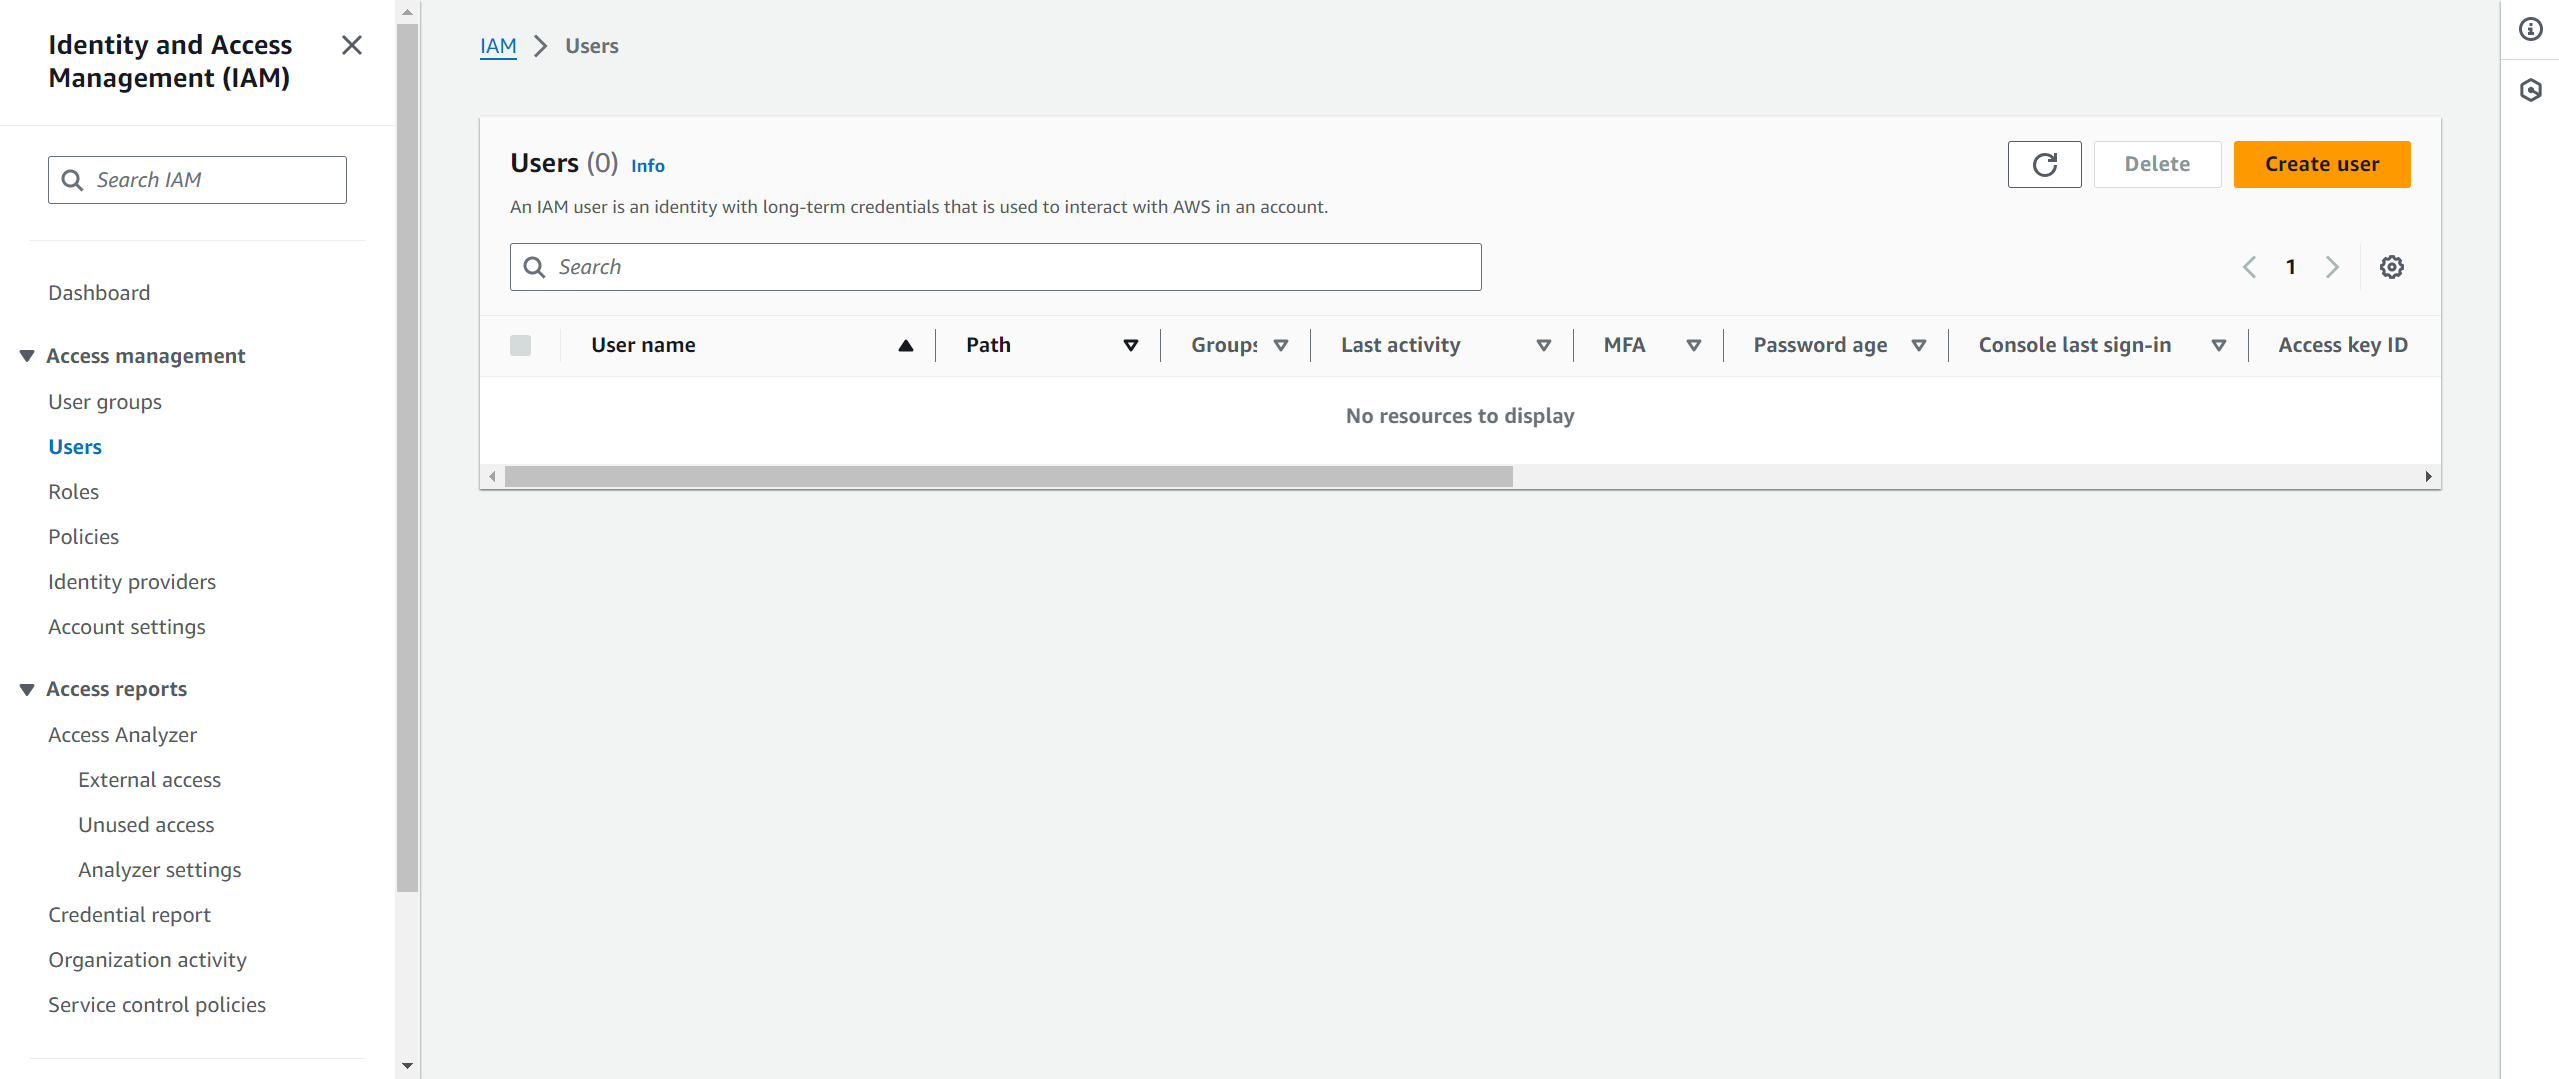 Identity and Access
Management (IAM)
Search IAM
Dashboard
Access management
User groups
Users
Roles
Policies
Identity providers
Account settings
Access reports
Access Analyzer
External access
Unused access
Analyzer settings
Credential report
Organization activity
Service control policies
IAM > Users
Users (0) Info
Delete
Create user
An IAM user is an identity with long-term credentials that is used to interact with AWS in an account.
Search
1
User name Path Groups Last activity MFA Password age Console last sign-in Access key ID
No resources to display